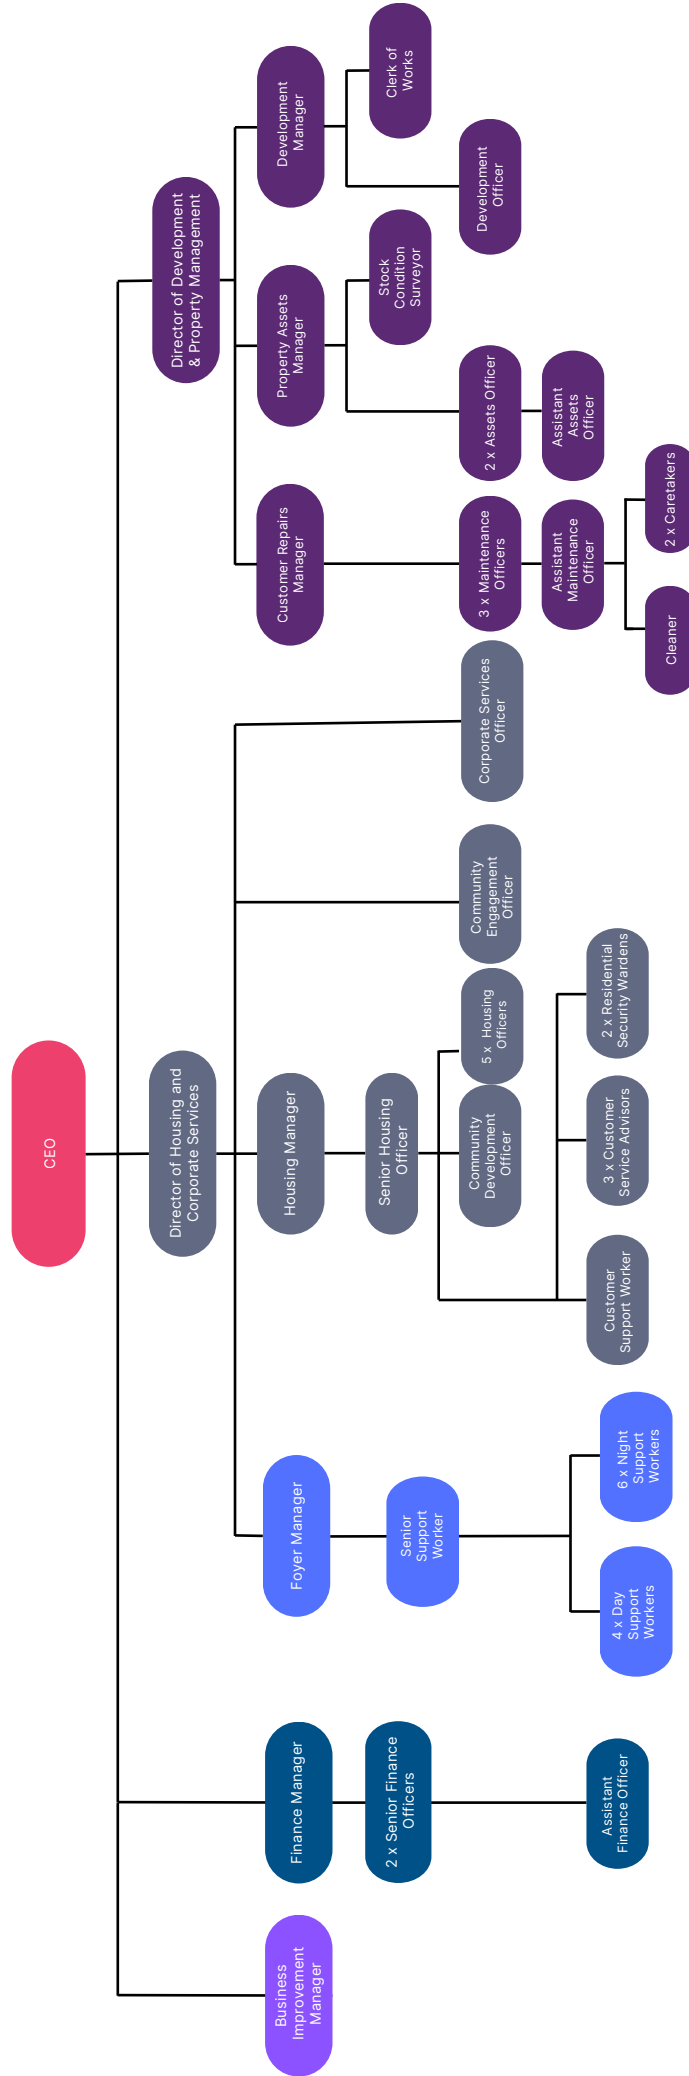 CEO
Director of Housing and
Corporate Services
Director of Development
& Property Management
Business
Improvement
Manager
Finance Manager
Foyer Manager
Housing Manager
Customer Repairs
Manager
Property Assets
Manager
Development
Manager
2 x Senior Finance
Officers
Senior
Support
Worker
Senior Housing
Officer
Stock
Condition
Surveyor
Clerk of
Works
Community
Development
Officer
5 x Housing
Officers
Community
Engagement
Officer
Corporate Services
Officer
3 x Maintenance
Officers
2 x Assets Officer
Development
Officer
Assistant
Maintenance
Officer
Assistant
Assets
Officer
Assistant
Finance Officer
4 x Day
Support
Workers
6 x Night
Support
Workers
Customer
Support Worker
3 x Customer
Service Advisors
2 x Residential
Security Wardens
Cleaner
2 x Caretakers